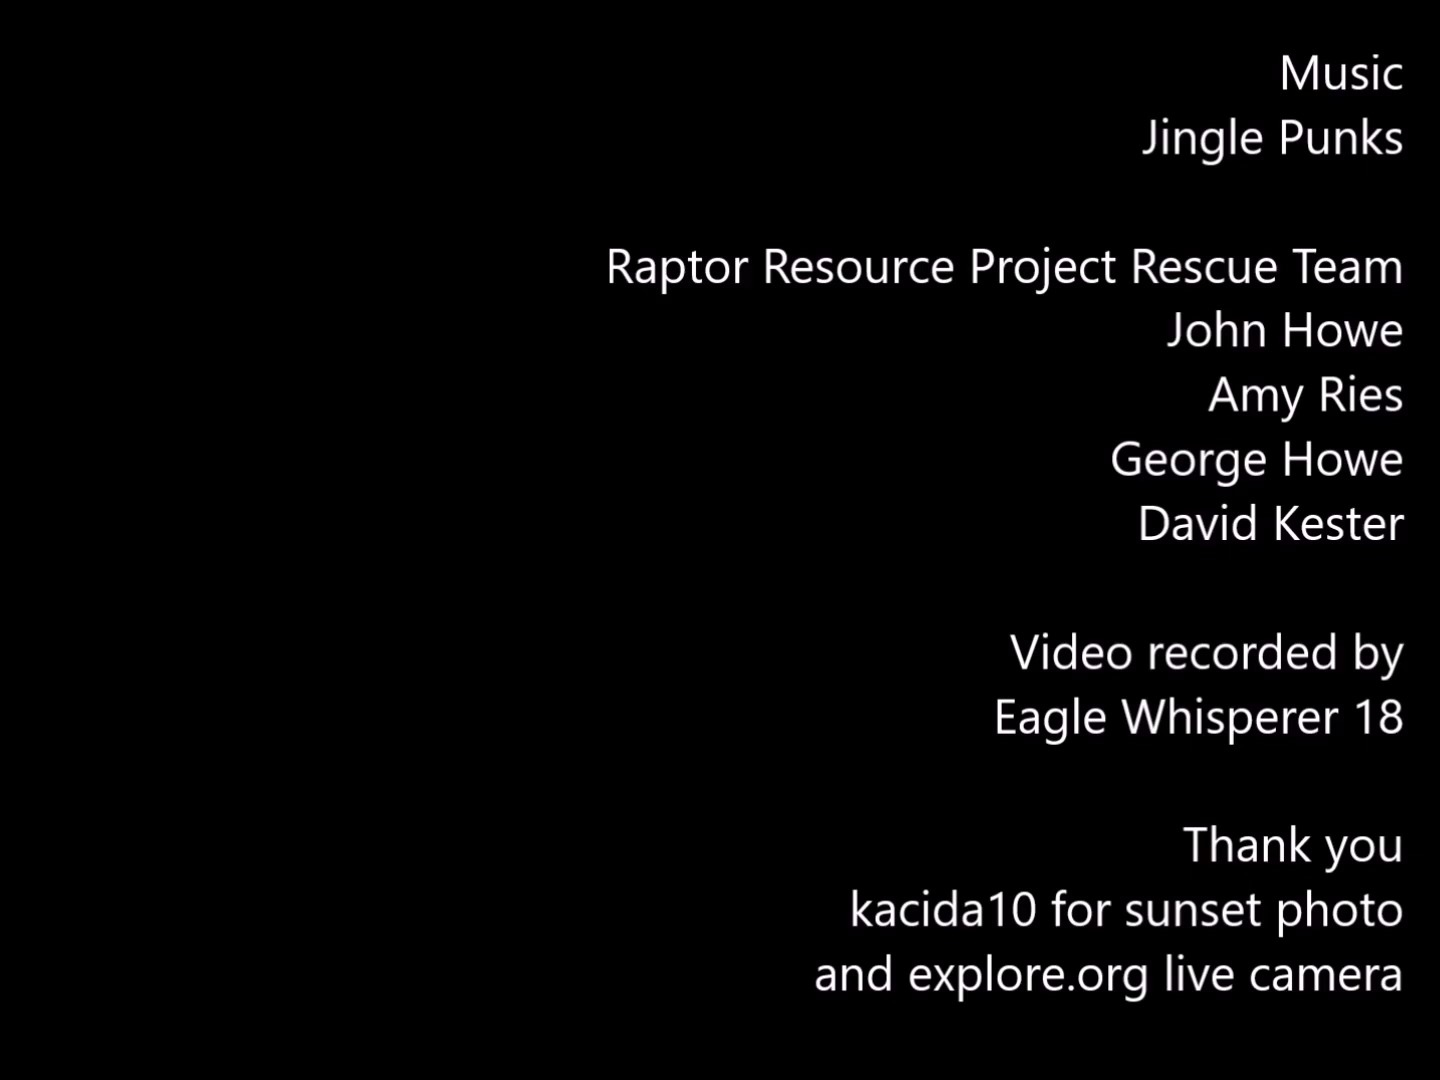 Music
Jingle Punks
Raptor Resource Project Rescue Team
John Howe
Amy Ries
George Howe
David Kester
Video recorded by
Eagle Whisperer 18
Thank you
kacida10 for sunset photo
and explore.org live camera